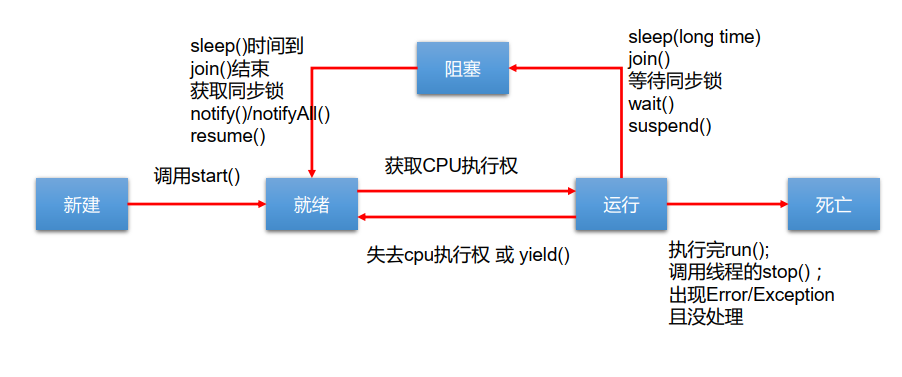 sleep()时间到
join()结束
获取同步锁
notify()/notifyAll()
resume()
阻塞
sleep(long time)
join()
等待同步锁
wait()
suspend()
新建
调用start()
就绪
获取CPU执行权
失去cpu执行权 或 yield()
运行
死亡
执行完run();
调用线程的stop()；
出现Error/Exception
且没处理